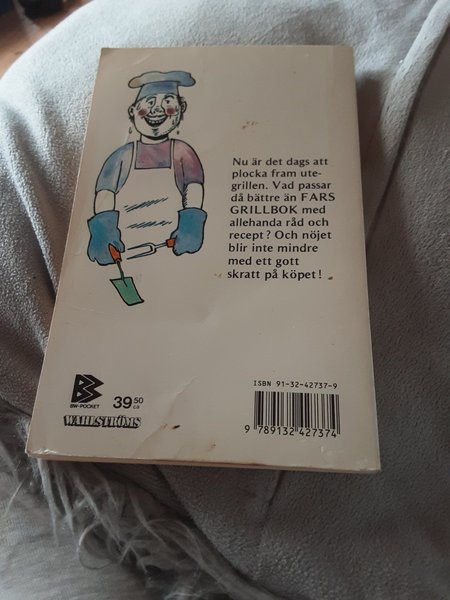 Nu är det dags att
plocka fram ute-
grillen. Vad passar
då bättre än FARS
GRILLBOK med
allehanda råd och
recept? Och nöjet
blir inte mindre
med ett gott
skratt på köpet!
ISBN 91-32-42737-9
9 789132 427374
BW-POCKET
39 50
ca
WAHLSTRÖMS